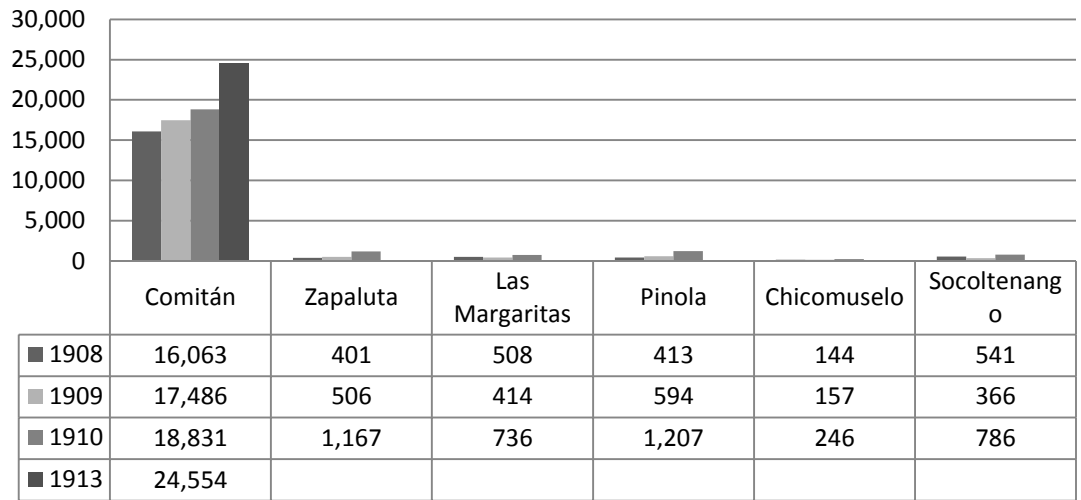 30,000
25,000
20,000
15,000
10,000
5,000
0
Comitán Zapaluta Las Margaritas Pinola Chicomuselo Socoltenango
1908 16,063 401 508 413 144 541
1909 17,486 506 414 594 157 366
1910 18,831 1,167 736 1,207 246 786
1913 24,554